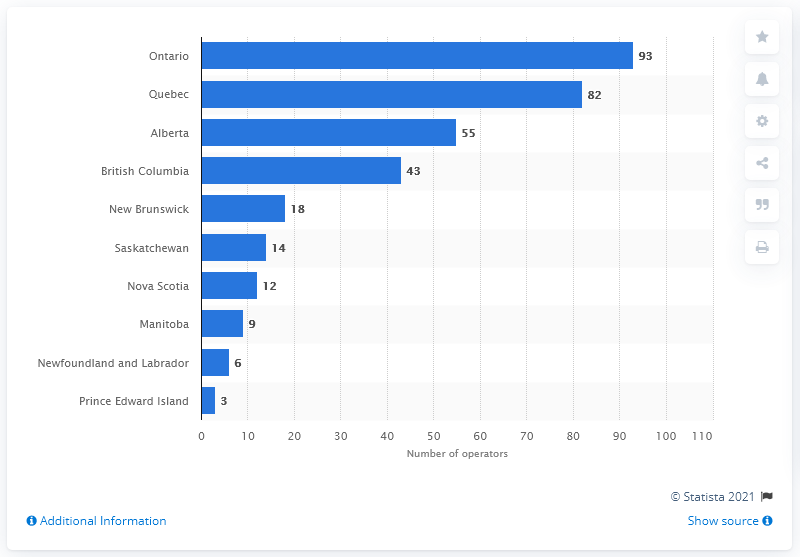 Ontario 93
Quebec 82
Alberta 55
British Columbia 43
New Brunswick 18
Saskatchewan 14
Nova Scotia 12
Manitoba 9
Newfoundland and Labrador 6
Prince Edward Island 3
0 10 20 30 40 50 60 70 80 90 100 110
Number of operators
© Statista 2021
Additional Information
Show source